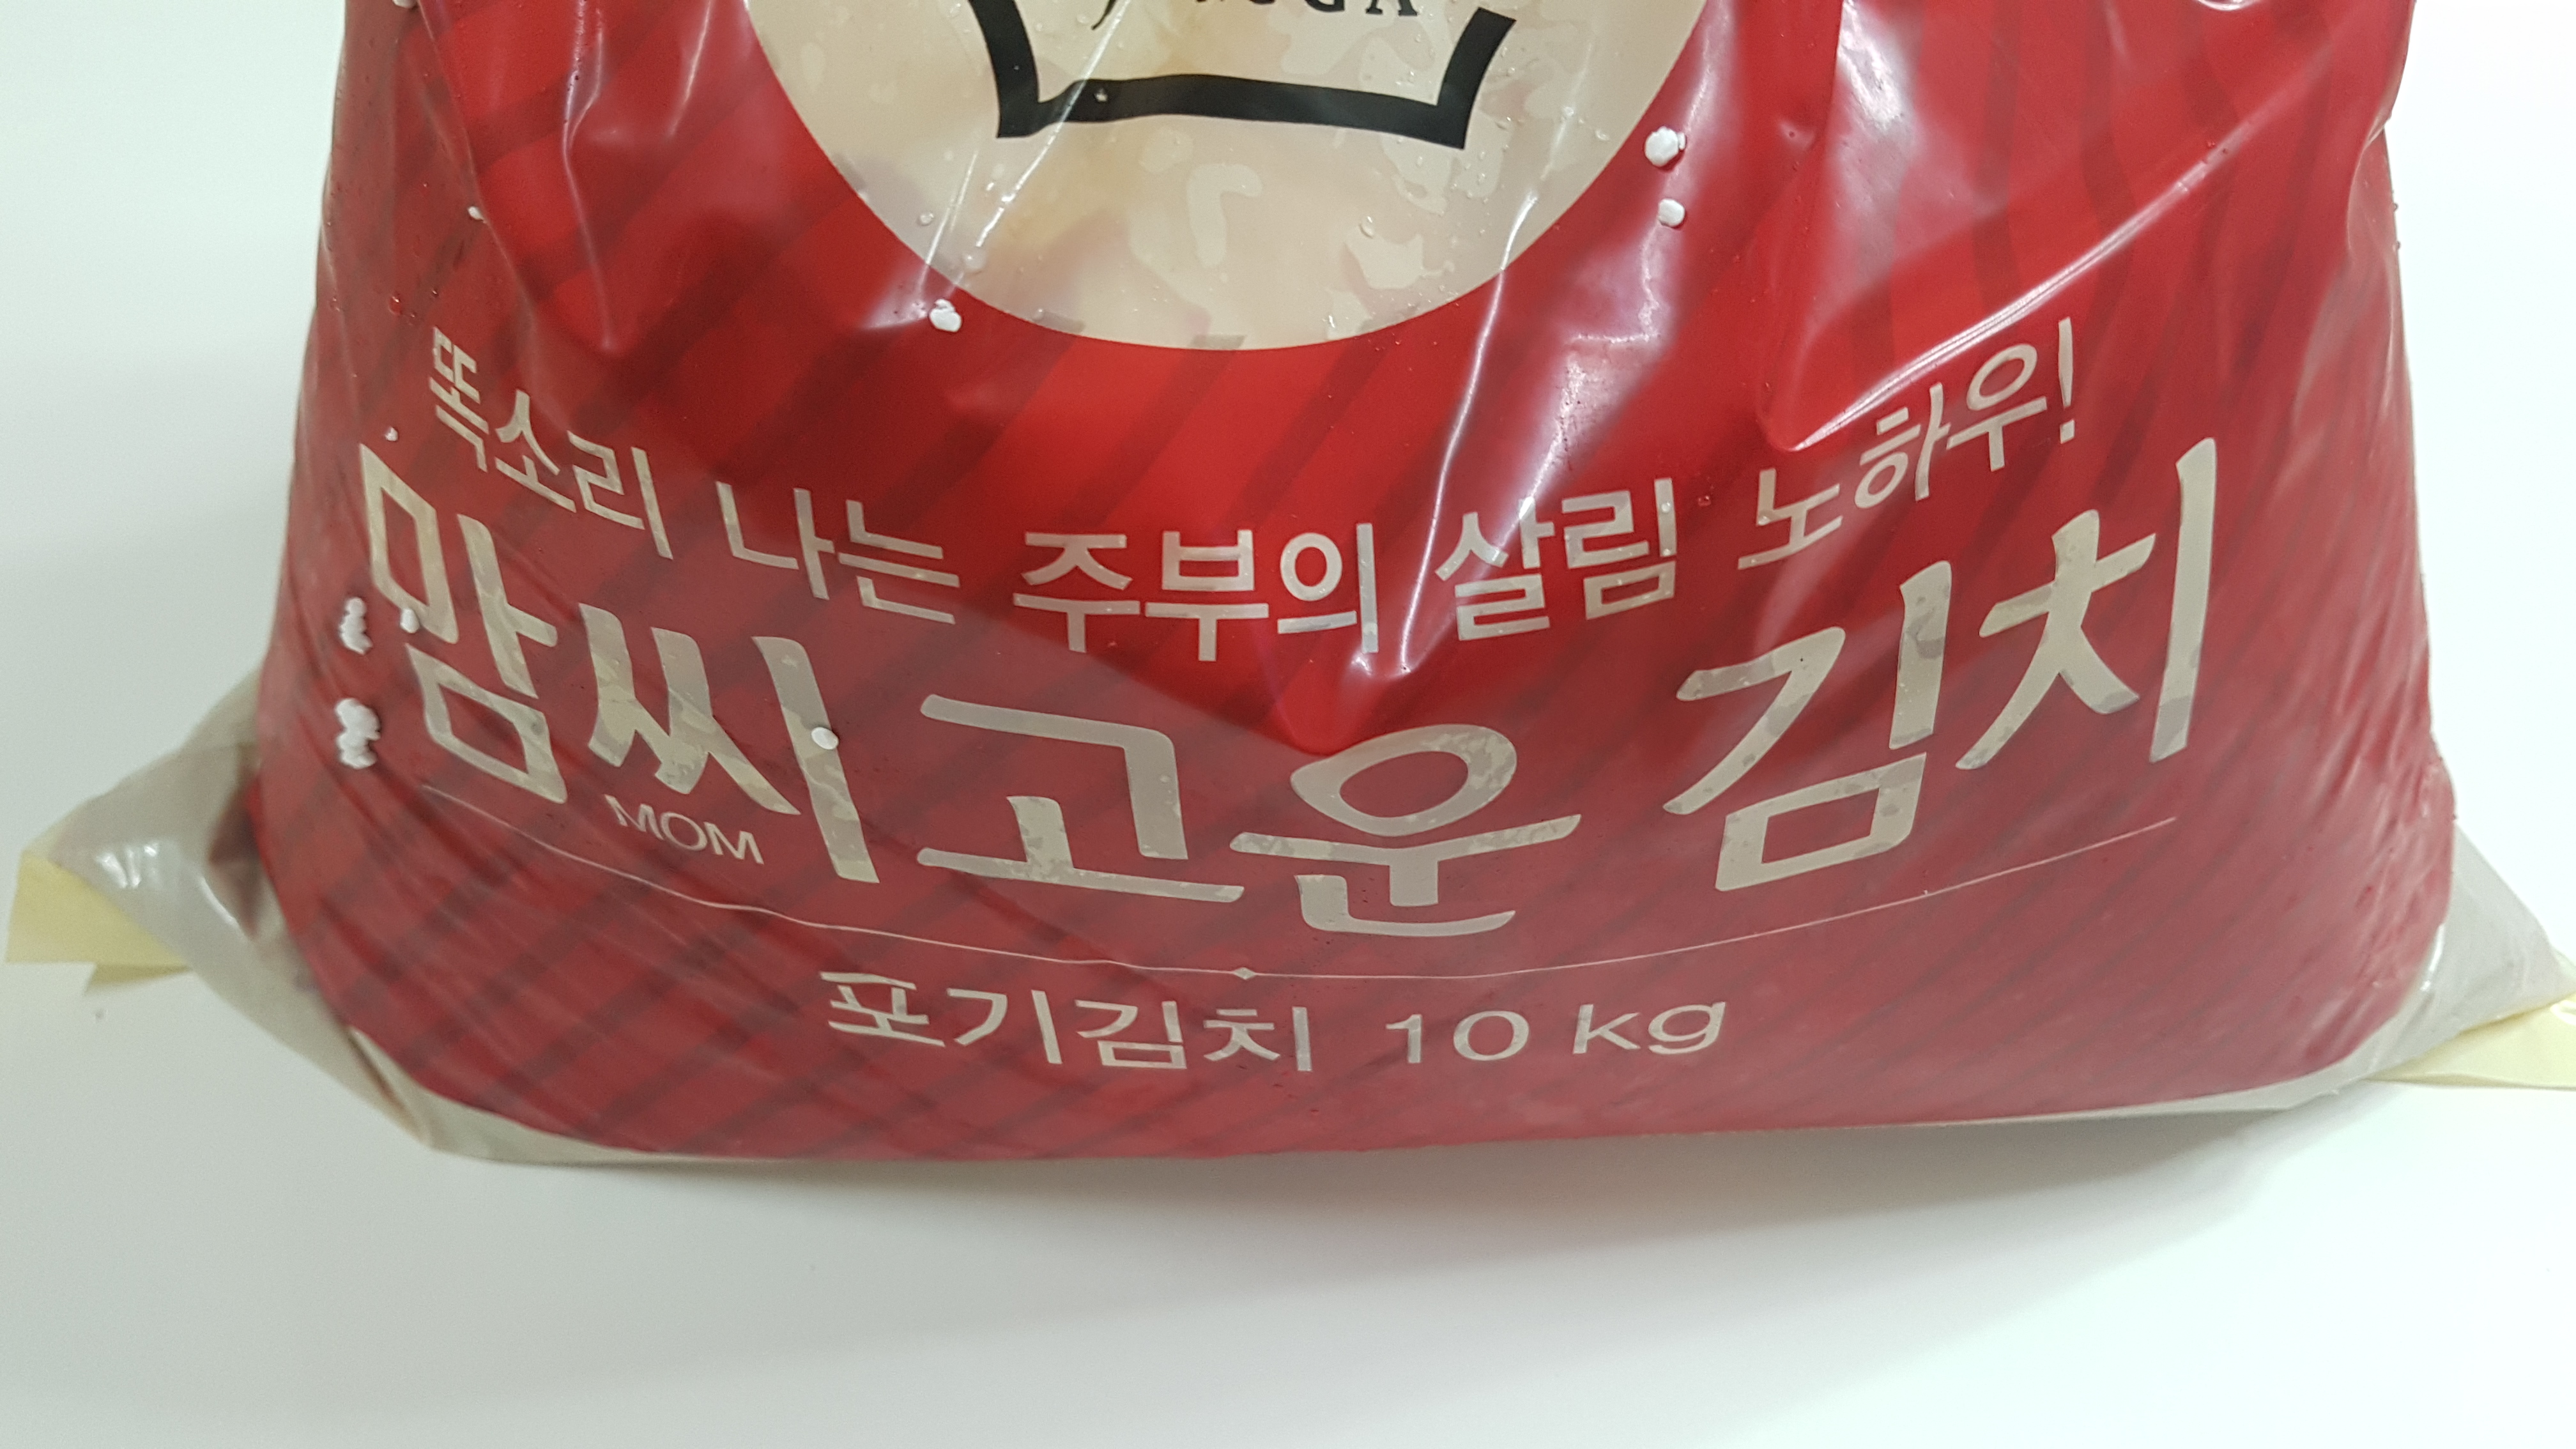 똑소리 나는 주부의 살림 노하우!
맘씨고운 김치
MOM
포기김치 10 kg